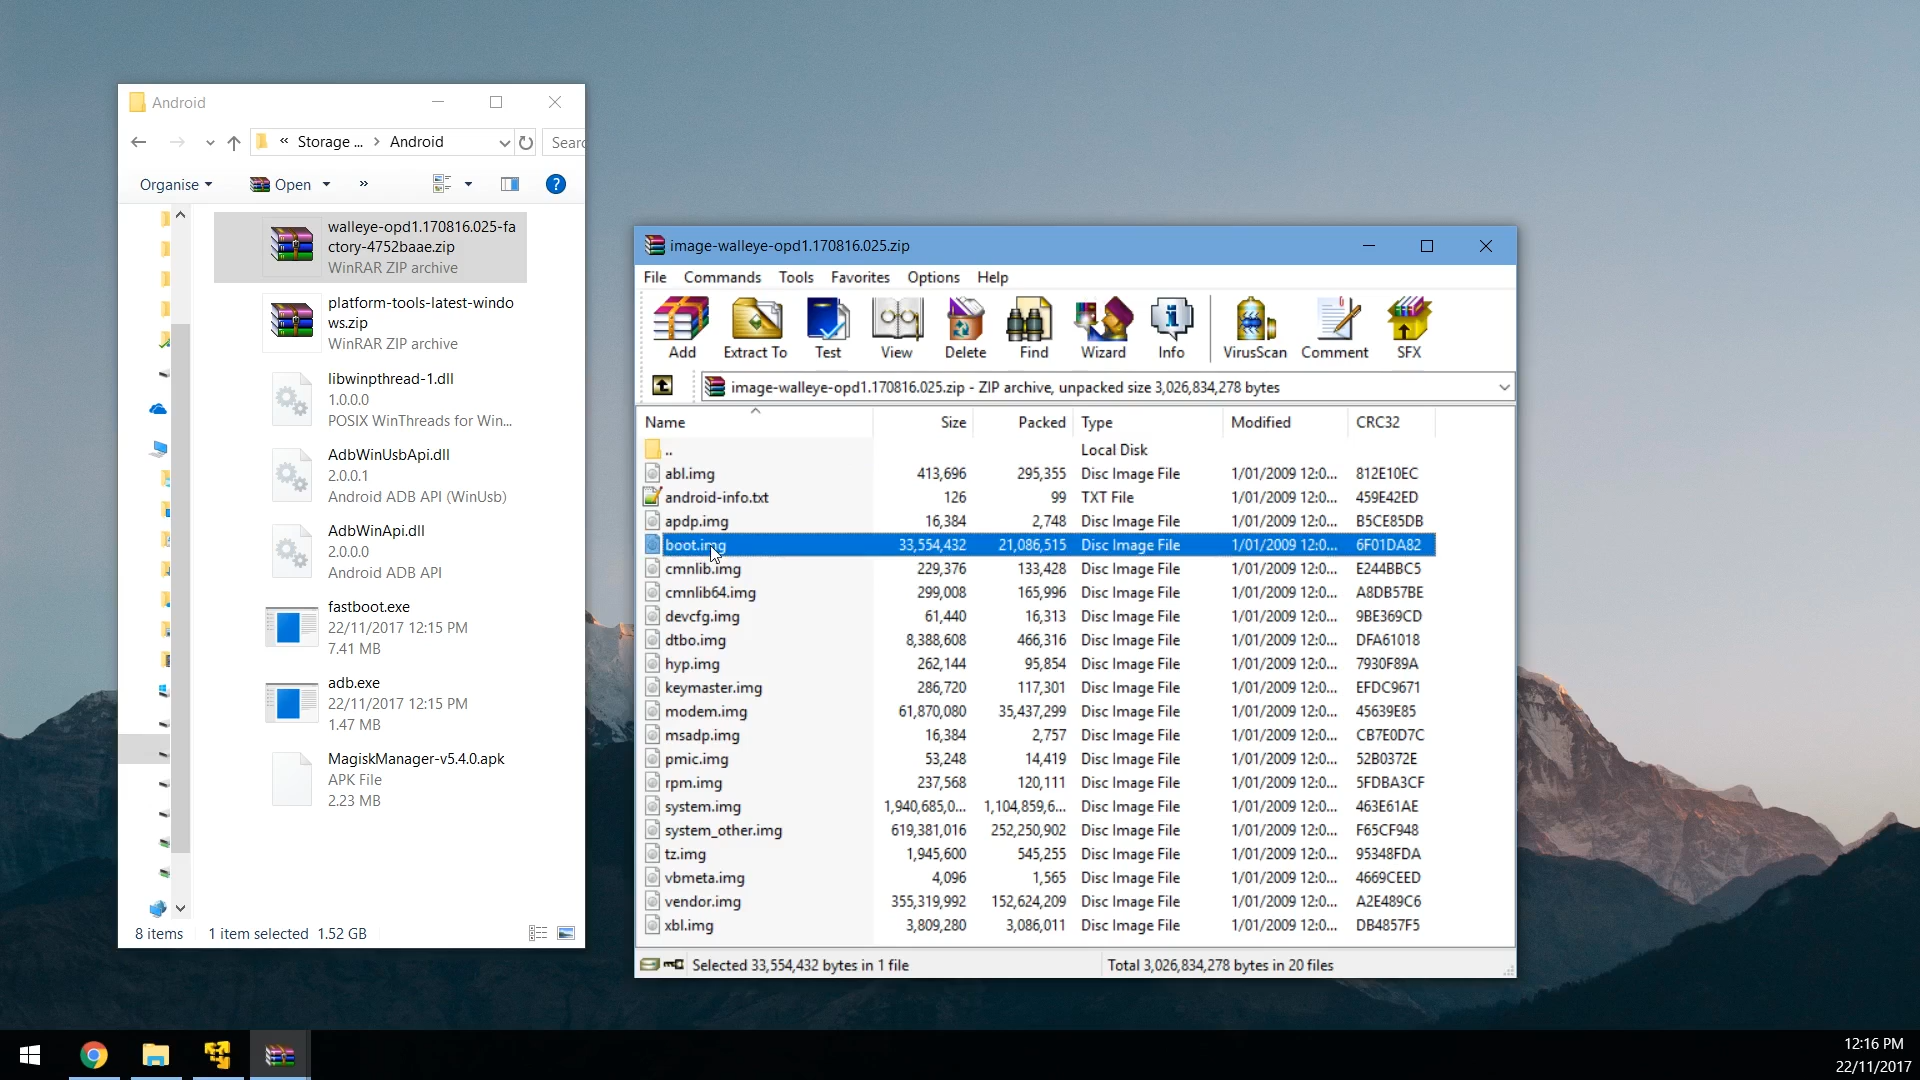 Android
« Storage ... > Android
Searc
Organise
Open
»
?
walleye-opd1.170816.025-fa
ctory-4752baae.zip
WinRAR ZIP archive
platform-tools-latest-windo
ws.zip
WinRAR ZIP archive
libwinpthread-1.dll
1.0.0.0
POSIX WinThreads for Win...
AdbWinUsbApi.dll
2.0.0.1
Android ADB API (WinUsb)
AdbWinApi.dll
2.0.0.0
Android ADB API
fastboot.exe
22/11/2017 12:15 PM
7.41 MB
adb.exe
22/11/2017 12:15 PM
1.47 MB
MagiskManager-v5.4.0.apk
APK File
2.23 MB
8 items 1 item selected 1.52 GB
image-walleye-opd1.170816.025.zip
File Commands Tools Favorites Options Help
Add Extract To Test View Delete Find Wizard Info VirusScan Comment SFX
image-walleye-opd1.170816.025.zip - ZIP archive, unpacked size 3,026,834,278 bytes
Name Size Packed Type Modified CRC32
.. Local Disk
abl.img 413,696 295,355 Disc Image File 1/01/2009 12:0... 812E10EC
android-info.txt 126 99 TXT File 1/01/2009 12:0... 459E42ED
apdp.img 16,384 2,748 Disc Image File 1/01/2009 12:0... B5CE85DB
boot.img 33,554,432 21,086,515 Disc Image File 1/01/2009 12:0... 6F01DA82
cmnlib.img 229,376 133,428 Disc Image File 1/01/2009 12:0... E244BBC5
cmnlib64.img 299,008 165,996 Disc Image File 1/01/2009 12:0... A8DB57BE
devcfg.img 61,440 16,313 Disc Image File 1/01/2009 12:0... 9BE369CD
dtbo.img 8,388,608 466,316 Disc Image File 1/01/2009 12:0... DFA61018
hyp.img 262,144 95,854 Disc Image File 1/01/2009 12:0... 7930F89A
keymaster.img 286,720 117,301 Disc Image File 1/01/2009 12:0... EFDC9671
modem.img 61,870,080 35,437,299 Disc Image File 1/01/2009 12:0... 45639E85
msadp.img 16,384 2,757 Disc Image File 1/01/2009 12:0... CB7E0D7C
pmic.img 53,248 14,419 Disc Image File 1/01/2009 12:0... 52B0372E
rpm.img 237,568 120,111 Disc Image File 1/01/2009 12:0... 5FDBA3CF
system.img 1,940,685,0... 1,104,859,6... Disc Image File 1/01/2009 12:0... 463E61AE
system_other.img 619,381,016 252,250,902 Disc Image File 1/01/2009 12:0... F65CF948
tz.img 1,945,600 545,255 Disc Image File 1/01/2009 12:0... 95348FDA
vbmeta.img 4,096 1,565 Disc Image File 1/01/2009 12:0... 4669CEED
vendor.img 355,319,992 152,624,209 Disc Image File 1/01/2009 12:0... A2E489C6
xbl.img 3,809,280 3,086,011 Disc Image File 1/01/2009 12:0... DB4857F5
Selected 33,554,432 bytes in 1 file
Total 3,026,834,278 bytes in 20 files
12:16 PM
22/11/2017